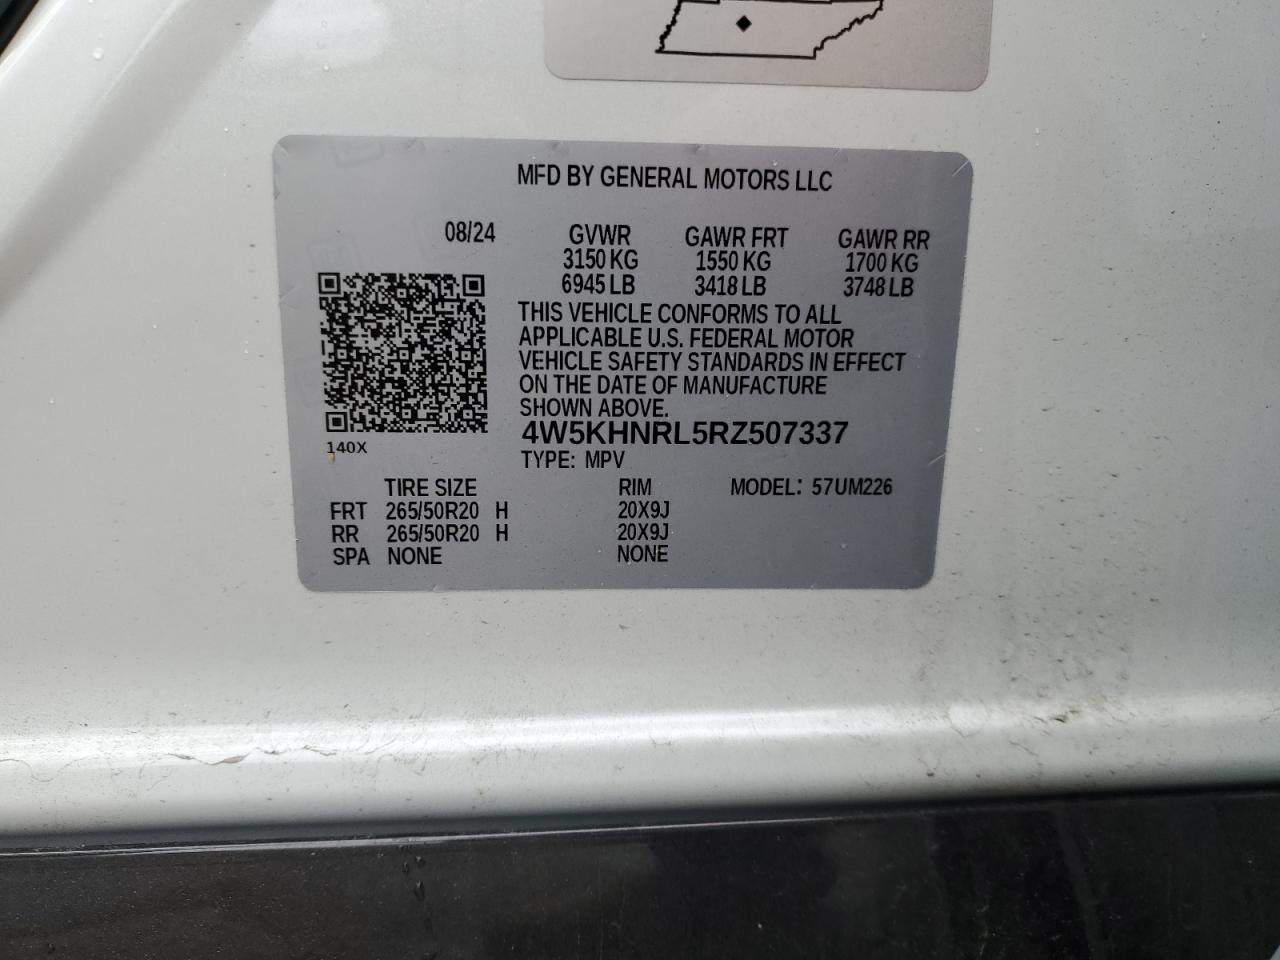 MFD BY GENERAL MOTORS LLC
08/24 GVWR GAWR FRT GAWR RR
3150 KG 1550 KG 1700 KG
6945 LB 3418 LB 3748 LB
THIS VEHICLE CONFORMS TO ALL
APPLICABLE U.S. FEDERAL MOTOR
VEHICLE SAFETY STANDARDS IN EFFECT
ON THE DATE OF MANUFACTURE
SHOWN ABOVE.
4W5KHNRL5RZ507337
140X
TYPE: MPV
TIRE SIZE RIM MODEL: 57UM226
FRT 265/50R20 H 20X9J
RR 265/50R20 H 20X9J
SPA NONE NONE